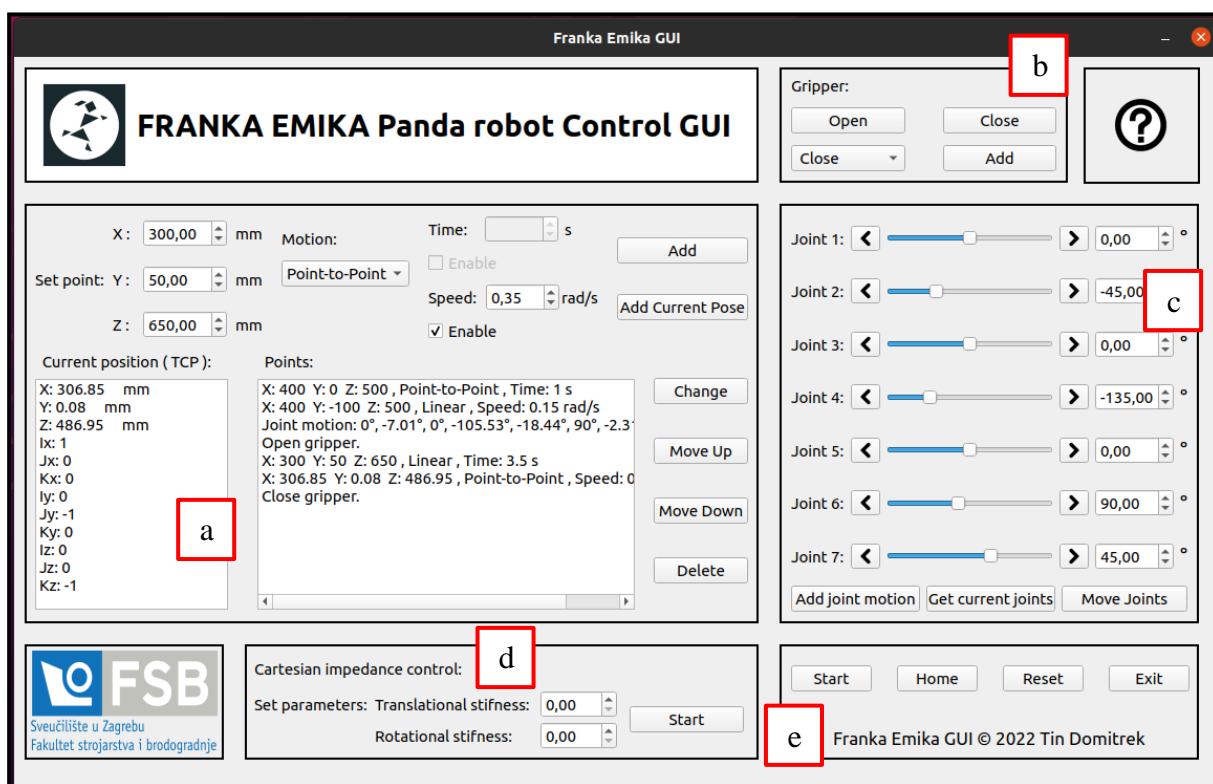 Franka Emika GUI
b
FRANKA EMIKA Panda robot Control GUI
Gripper:
Open Close
Close Add
?
X: 300,00 mm
Set point: Y: 50,00 mm
Z: 650,00 mm
Motion:
Point-to-Point
Time: s
Enable
Speed: 0,35 rad/s
Enable
Add
Add Current Pose
Current position ( TCP ):
X: 306.85 mm
Y: 0.08 mm
Z: 486.95 mm
Ix: 1
Jx: 0
Kx: 0
Iy: 0
Jy: -1
Ky: 0
Iz: 0
Jz: 0
Kz: -1
a
Points:
X: 400 Y: 0 Z: 500 , Point-to-Point , Time: 1 s
X: 400 Y: -100 Z: 500 , Linear , Speed: 0.15 rad/s
Joint motion: 0°, -7.01°, 0°, -105.53°, -18.44°, 90°, -2.31
Open gripper.
X: 300 Y: 50 Z: 650 , Linear , Time: 3.5 s
X: 306.85 Y: 0.08 Z: 486.95 , Point-to-Point , Speed: 0
Close gripper.
Change
Move Up
Move Down
Delete
Joint 1: 0,00 °
Joint 2: -45,00
c
Joint 3: 0,00 °
Joint 4: -135,00 °
Joint 5: 0,00 °
Joint 6: 90,00 °
Joint 7: 45,00 °
Add joint motion Get current joints Move Joints
FSB
Sveučilište u Zagrebu
Fakultet strojarstva i brodogradnje
d
Cartesian impedance control:
Set parameters: Translational stifness: 0,00
Rotational stifness: 0,00
Start
Start Home Reset Exit
e
Franka Emika GUI © 2022 Tin Domitrek